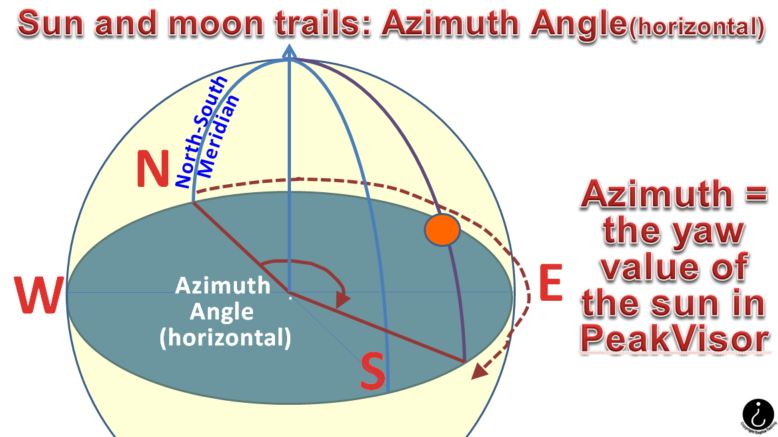 Sun and moon trails: Azimuth Angle(horizontal)
North-South
Meridian
N
W
E
S
Azimuth
Angle
(horizontal)
Azimuth =
the yaw
value of
the sun in
PeakVisor